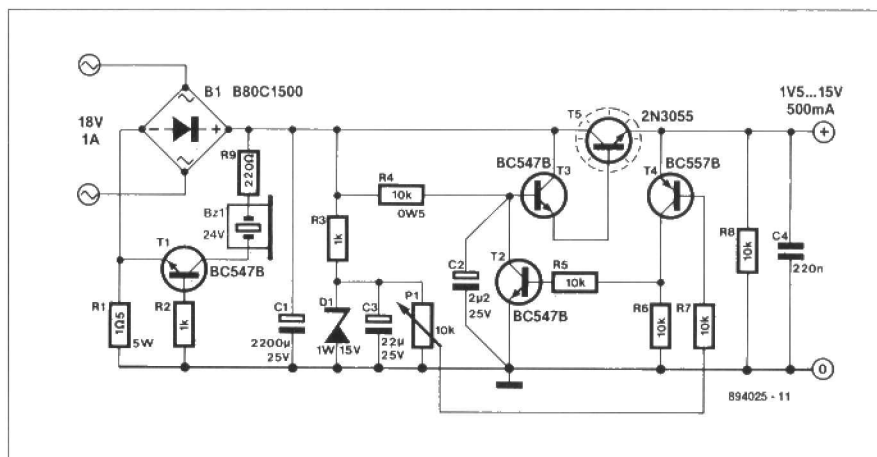 B1 B80C1500
18V
1A
R9
220Ω
Bz1
24V
T1
BC547B
R1
1Ω5
5W
R2
1k
C1
2200µ
25V
R3
1k
D1
1W 15V
C3
22µ
25V
P1
10k
R4
10k
0W5
C2
2µ2
25V
BC547B
T3
T2
BC547B
R5
10k
T5
2N3055
T4
BC557B
R6
10k
R7
10k
R8
10k
C4
220n
1V5...15V
500mA
+
0
894025 - 11